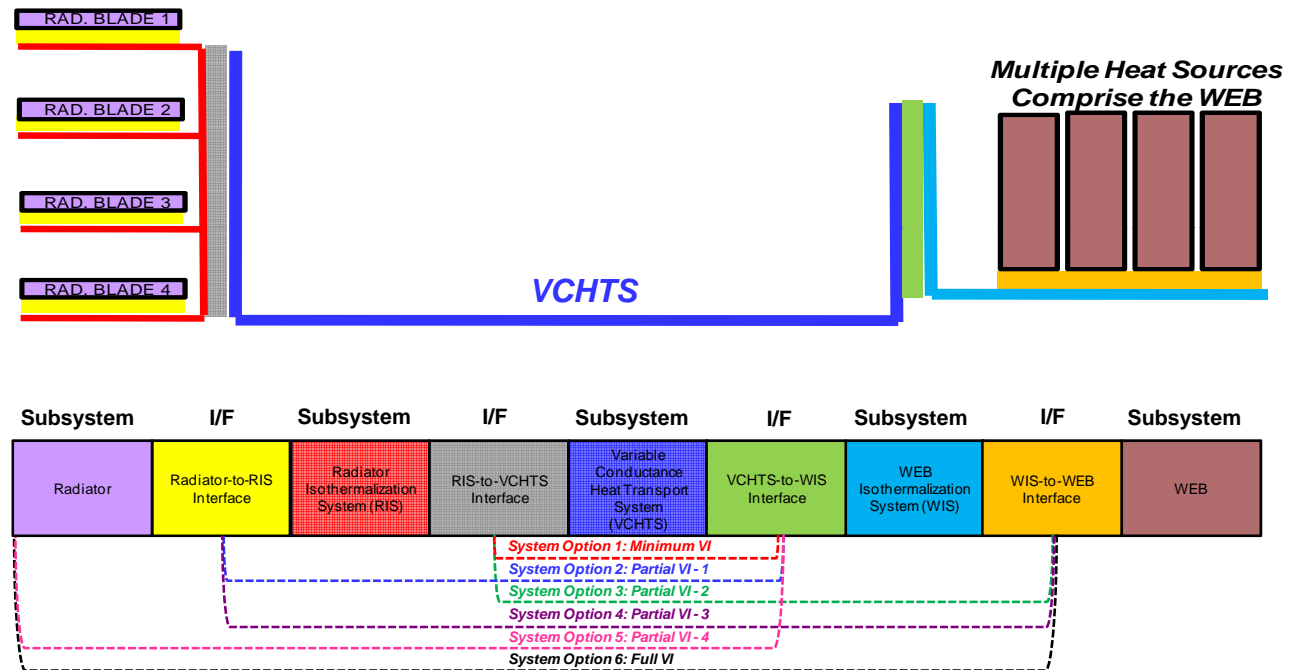 RAD. BLADE 1
Multiple Heat Sources
Comprise the WEB
RAD. BLADE 2
RAD. BLADE 3
RAD. BLADE 4
VCHTS
Subsystem I/F Subsystem I/F Subsystem I/F Subsystem I/F Subsystem
Radiator
Radiator-to-RIS
Interface
Radiator
Isothermalization
System (RIS)
RIS-to-VCHTS
Interface
Variable
Conductance
Heat Transport
System
(VCHTS)
VCHTS-to-WIS
Interface
WEB
Isothermalization
System (WIS)
WIS-to-WEB
Interface
WEB
System Option 1: Minimum VI
System Option 2: Partial VI - 1
System Option 3: Partial VI - 2
System Option 4: Partial VI - 3
System Option 5: Partial VI - 4
System Option 6: Full VI